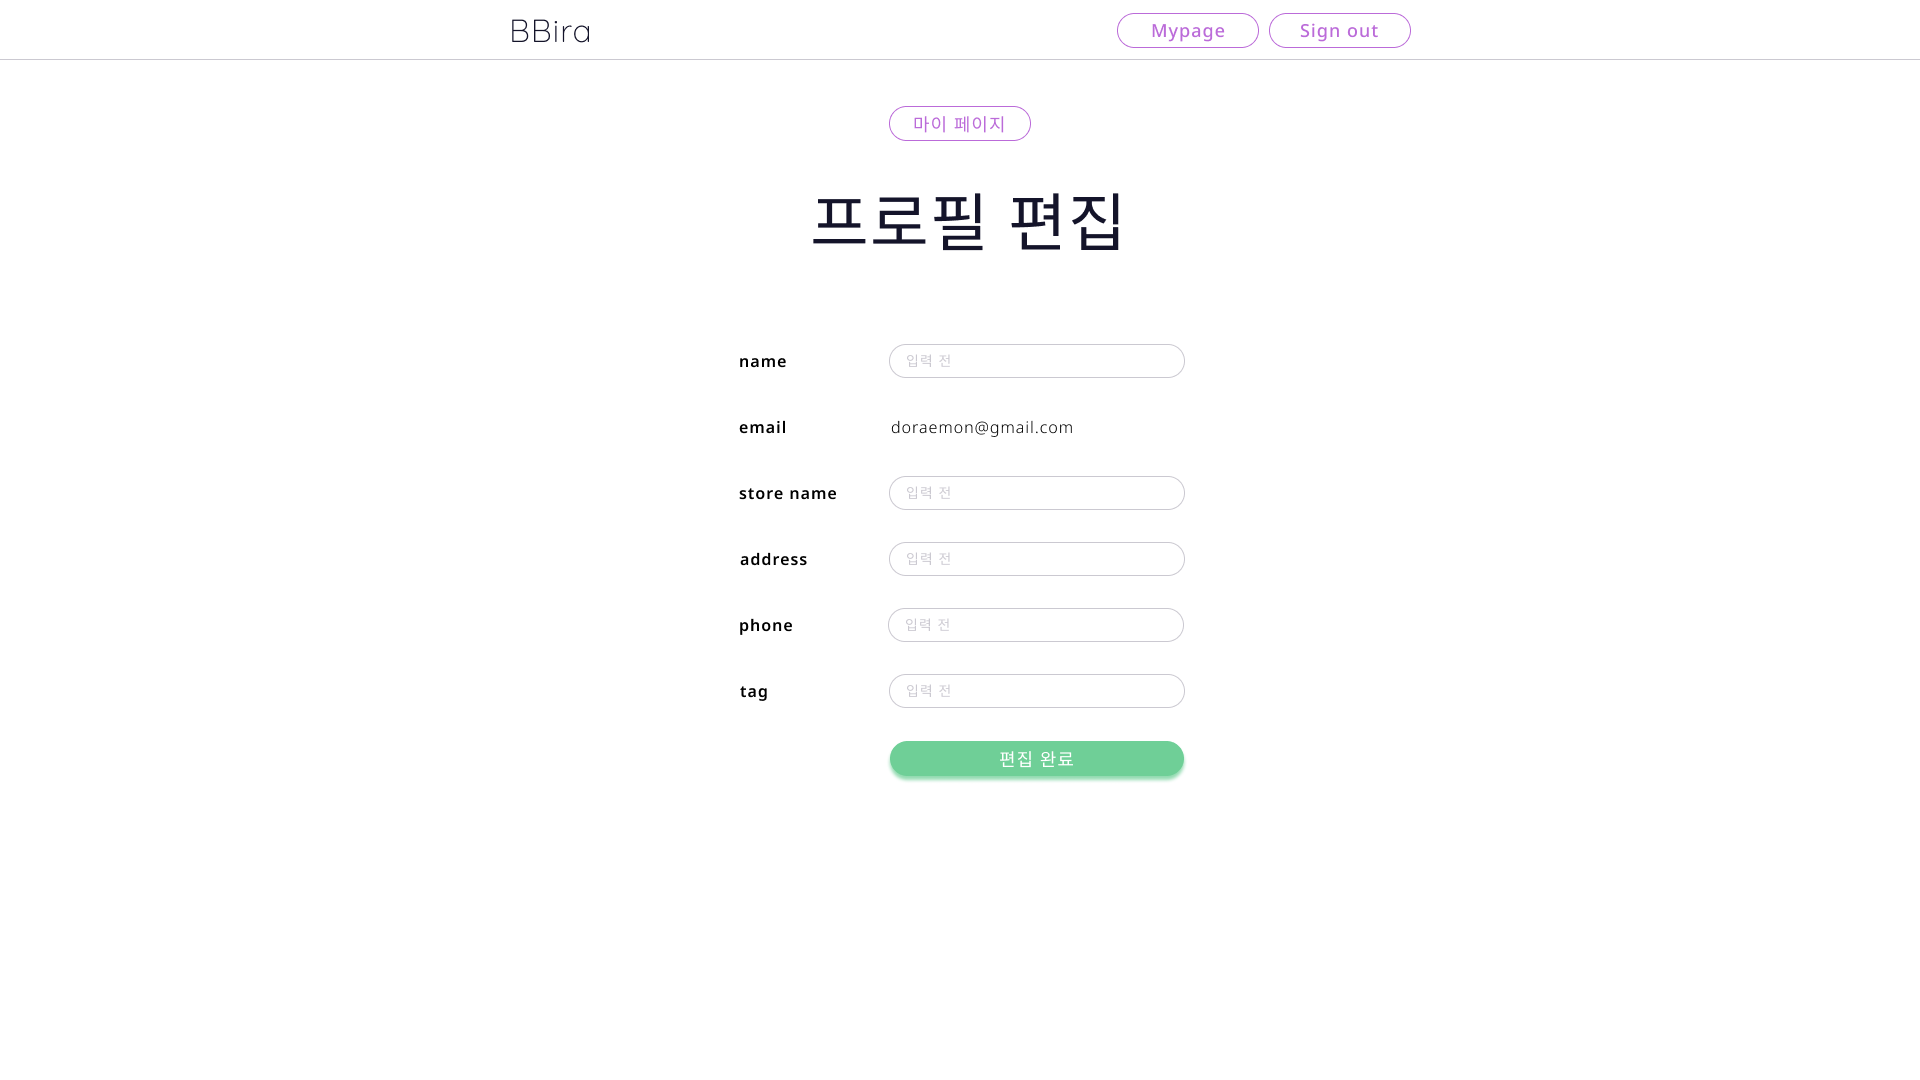 BBira
Mypage
Sign out
마이 페이지
프로필 편집
name
입력 전
email
doraemon@gmail.com
store name
입력 전
address
입력 전
phone
입력 전
tag
입력 전
편집 완료